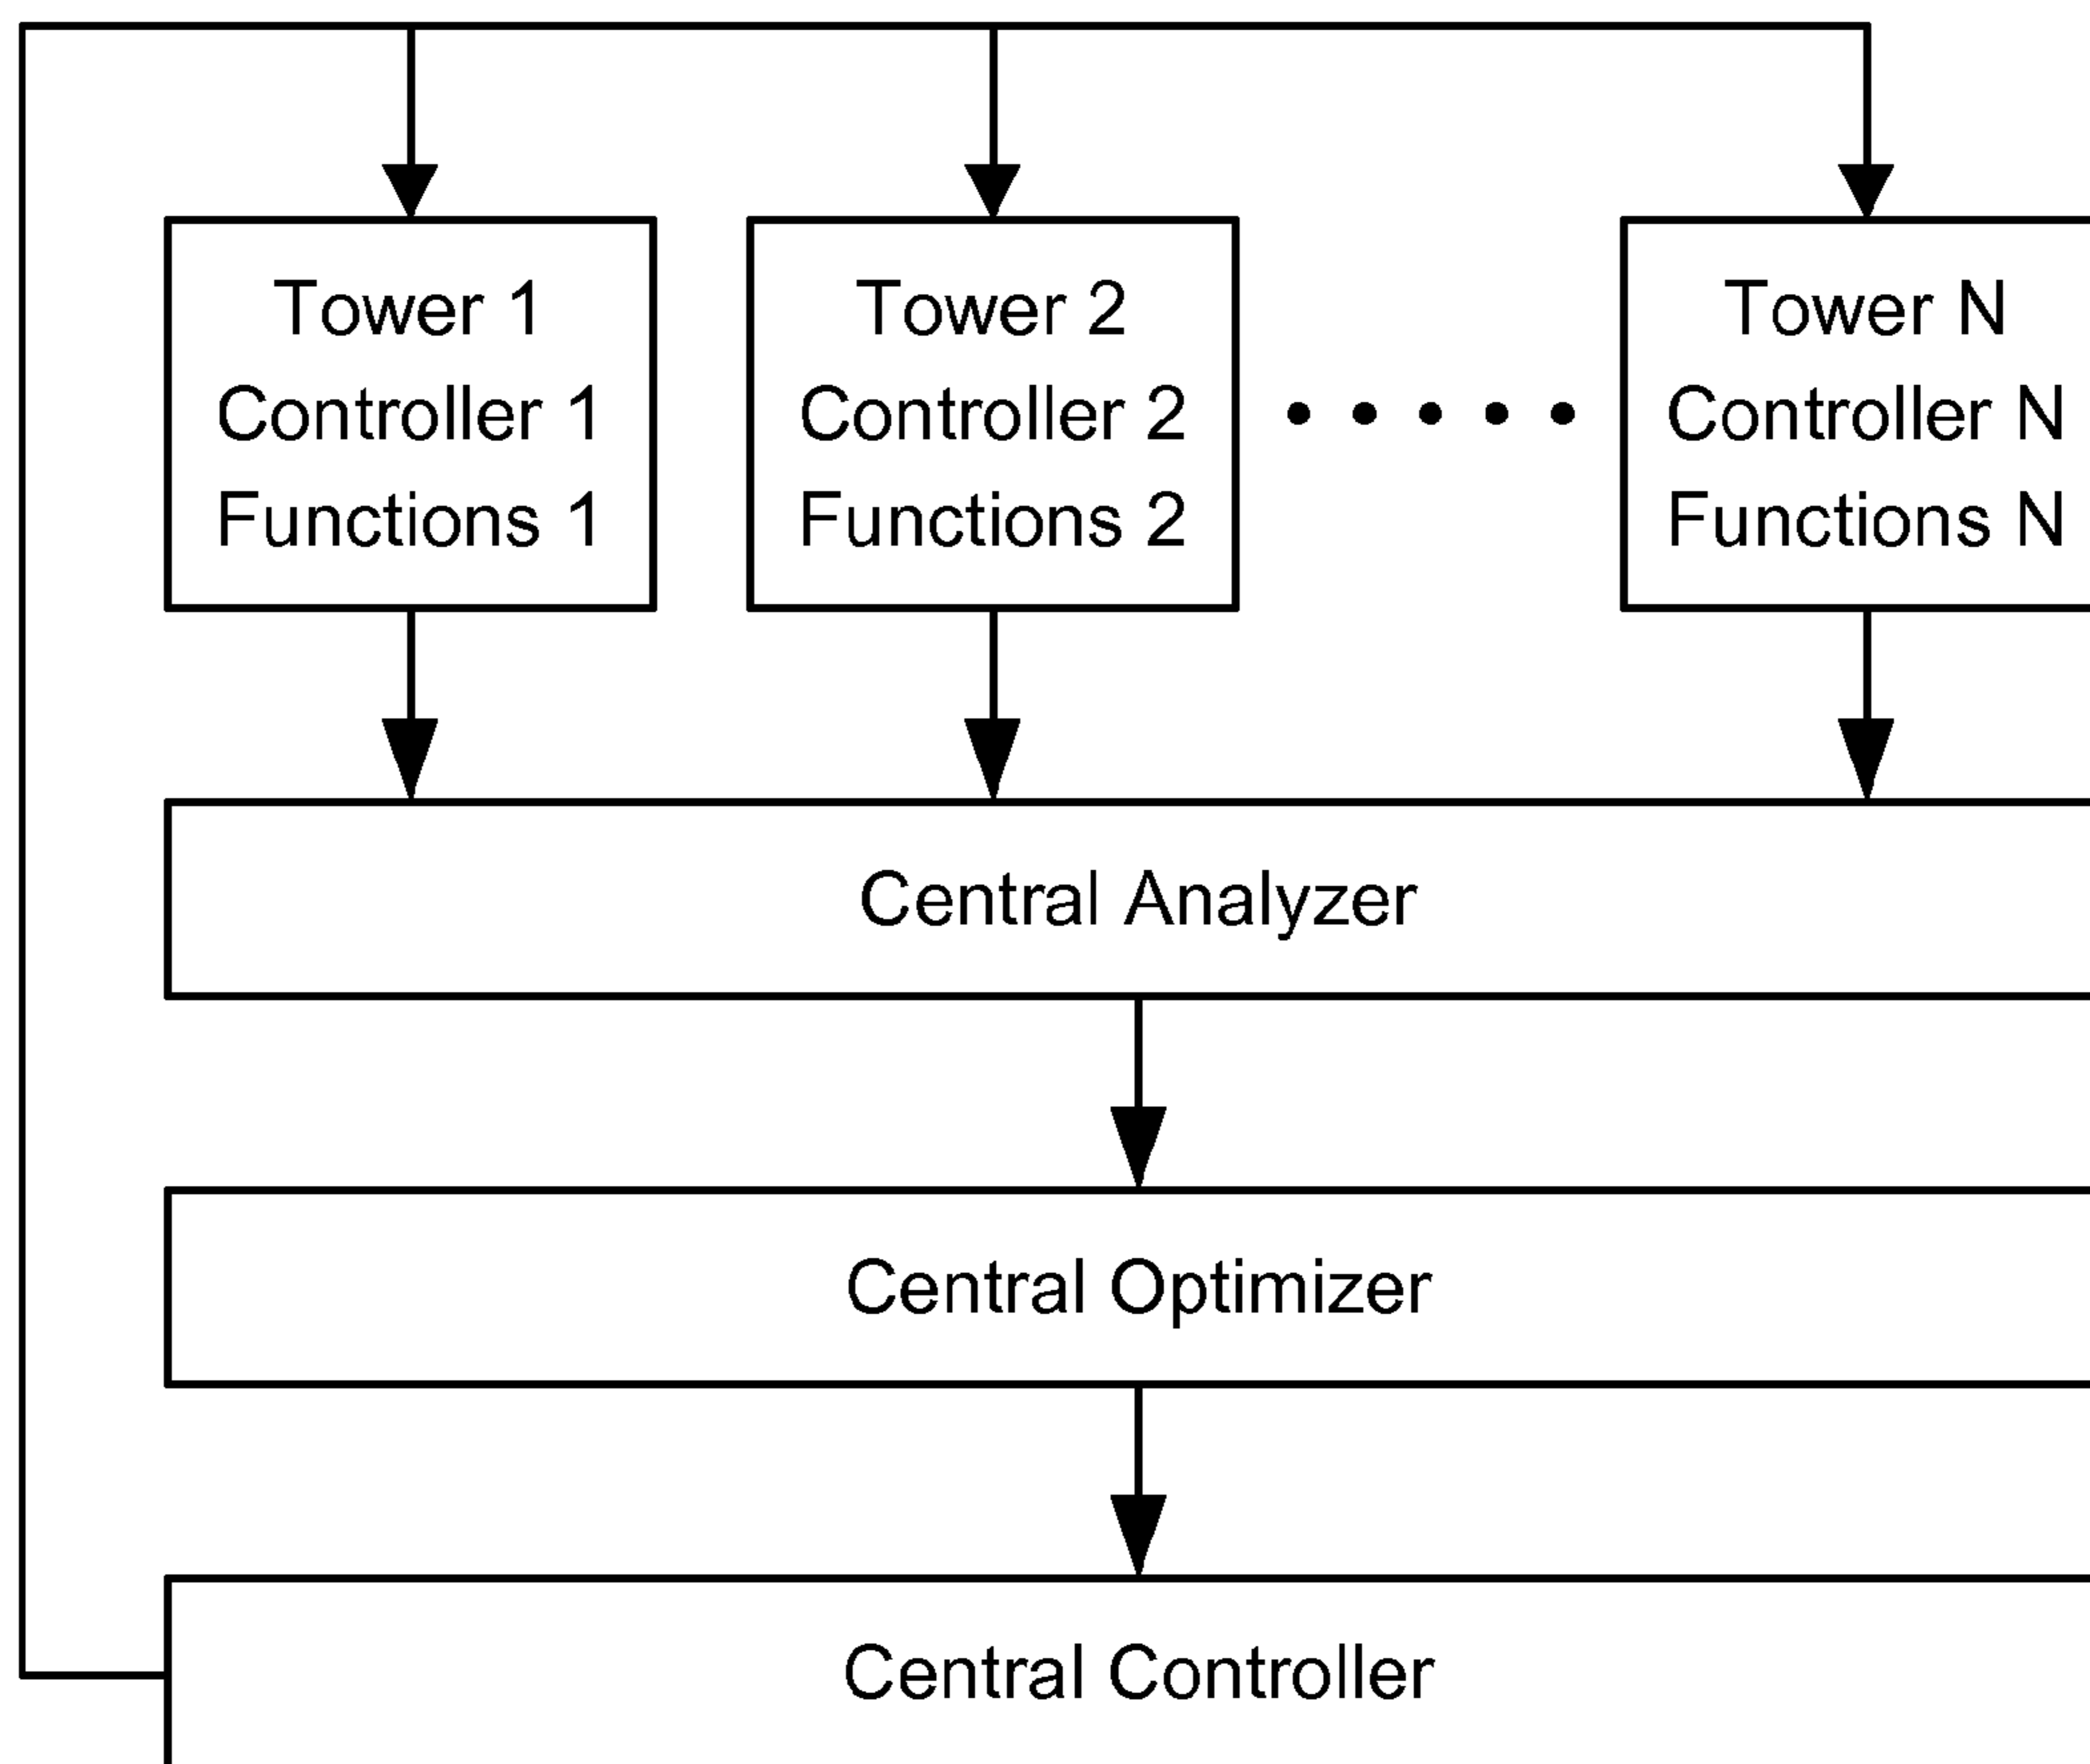 Tower 1
Controller 1
Functions 1
Tower 2
Controller 2
Functions 2
Tower N
Controller N
Functions N
Central Analyzer
Central Optimizer
Central Controller